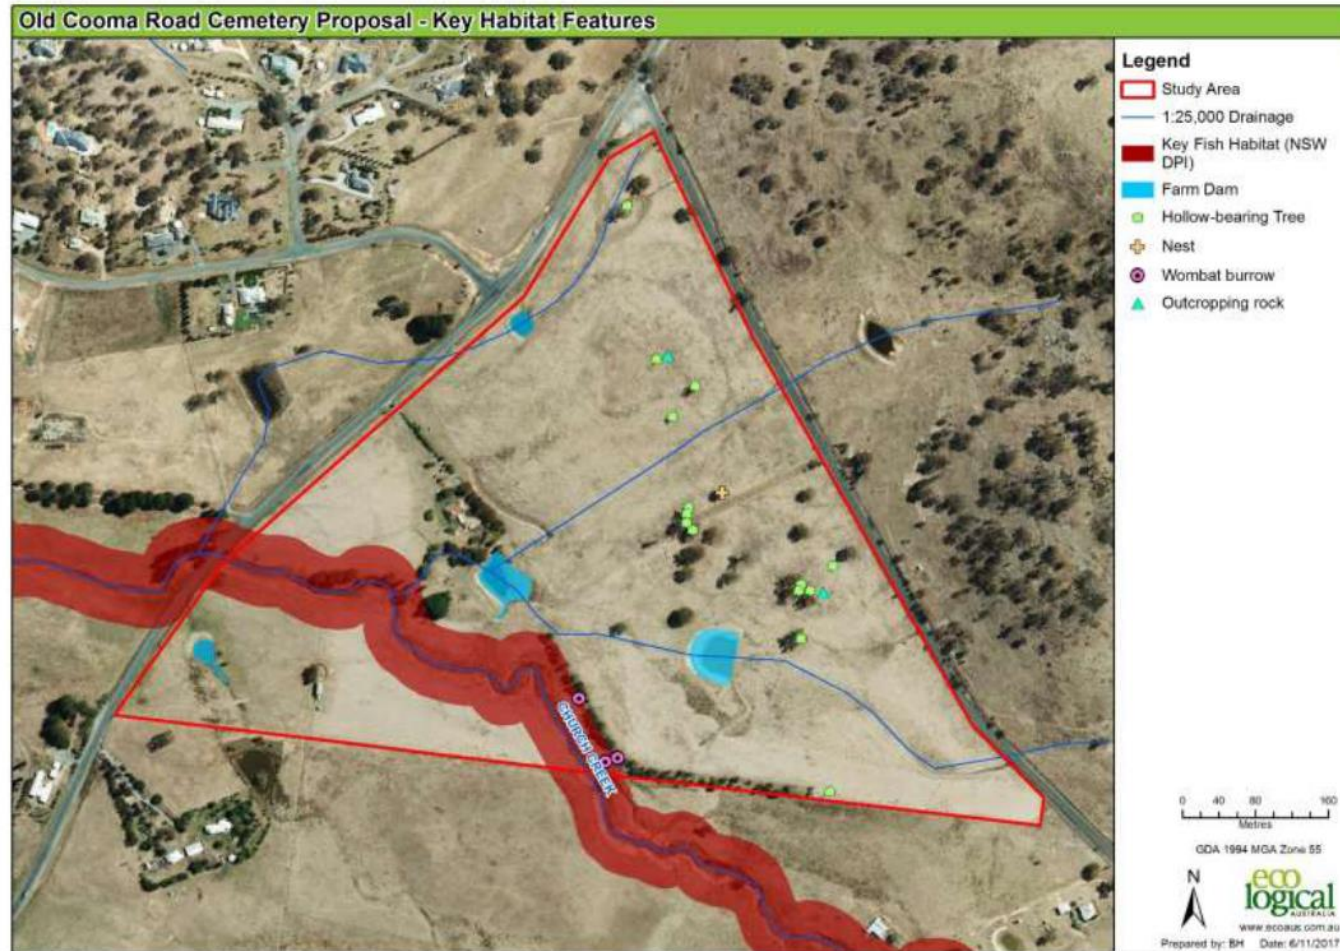 Old Cooma Road Cemetery Proposal - Key Habitat Features
Legend
Study Area
1:25,000 Drainage
Key Fish Habitat (NSW
DPI)
Farm Dam
Hollow-bearing Tree
Nest
Wombat burrow
Outcropping rock
CHURCH CREEK
0 40 80 160
Metres
GDA 1994 MGA Zone 55
N
eco
logical
AUSTRALIA
www.ecoaus.com.au
Prepared by: BH Date: 6/11/2017